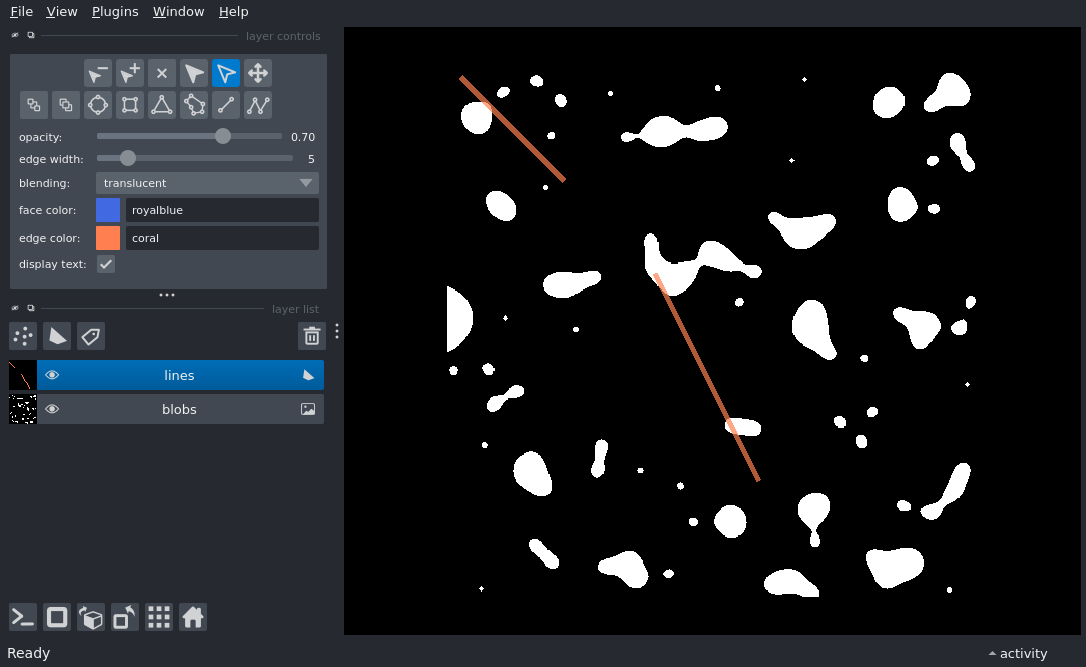 File View Plugins Window Help
layer controls
opacity: 0.70
edge width: 5
blending: translucent
face color: royalblue
edge color: coral
display text:
layer list
lines
blobs
Ready activity